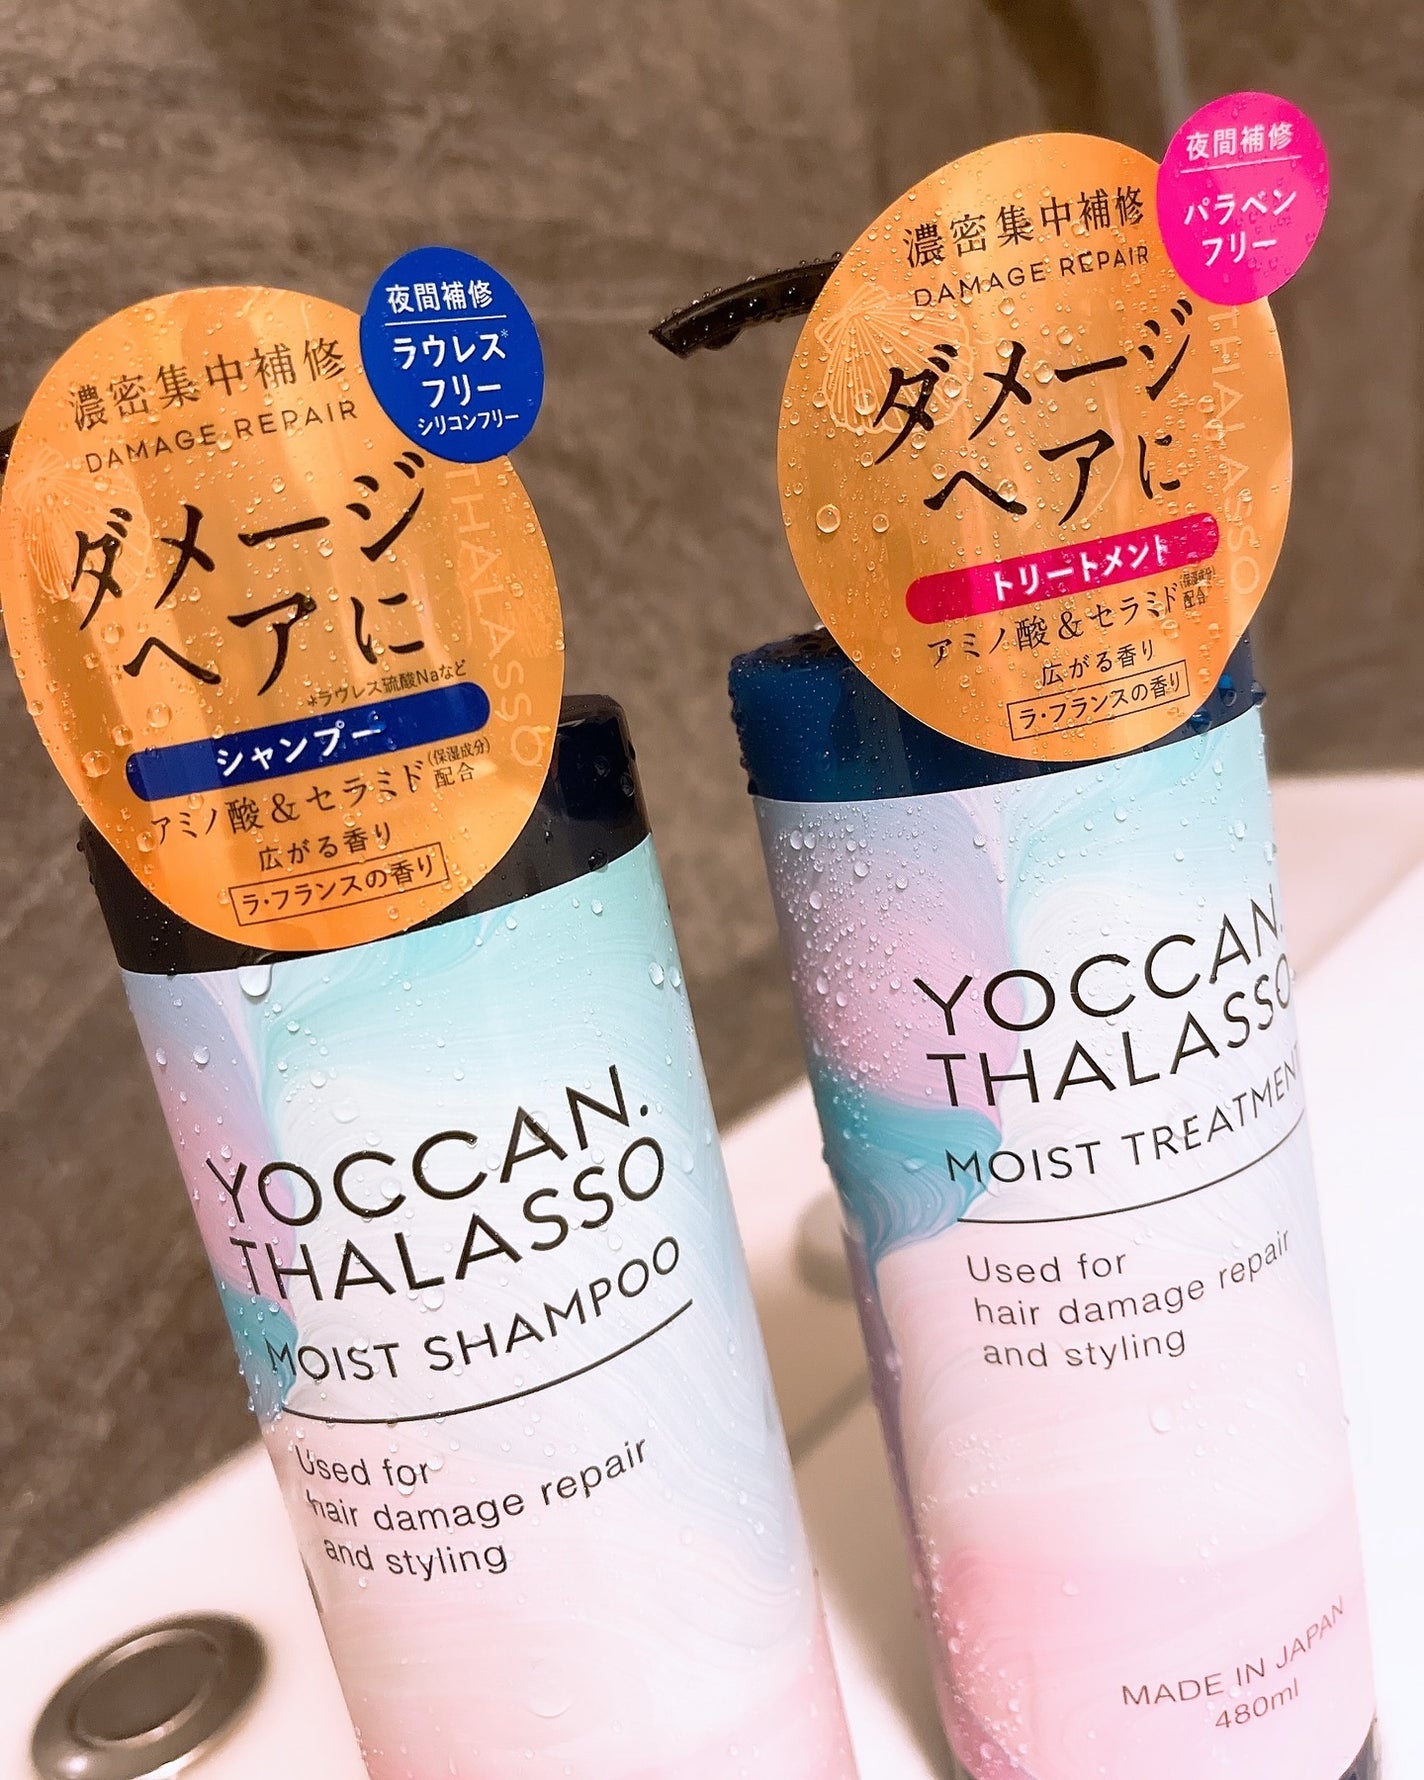 夜間補修
ラウレス*
フリー
シリコンフリー
濃密集中補修
DAMAGE REPAIR
ダメージ
ヘアに
THALASSO
*ラウレス硫酸Naなど
シャンプー
アミノ酸&セラミド(保湿成分)配合
広がる香り
ラ・フランスの香り
YOCCAN.
THALASSO
MOIST SHAMPOO
Used for
hair damage repair
and styling
夜間補修
パラベン
フリー
濃密集中補修
DAMAGE REPAIR
ダメージ
ヘアに
THALASSO
トリートメント
アミノ酸&セラミド(保湿成分)配合
広がる香り
ラ・フランスの香り
YOCCAN.
THALASSO
MOIST TREATMENT
Used for
hair damage repair
and styling
MADE IN JAPAN
480ml